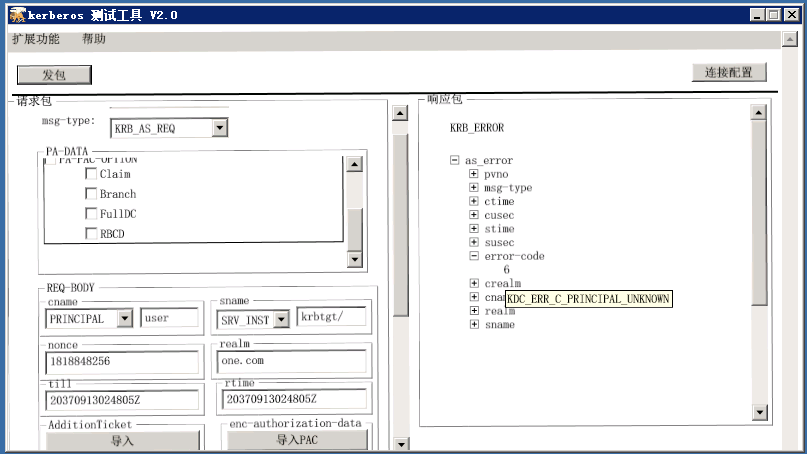 kerberos 测试工具 V2.0
扩展功能 帮助
发包 连接配置
请求包
msg-type: KRB_AS_REQ
PA-DATA
PA-PAC-OPTION
Claim
Branch
FullDC
RBCD
REQ-BODY
cname sname
PRINCIPAL user SRV_INST krbtgt/
nonce realm
1818848256 one.com
till rtime
20370913024805Z 20370913024805Z
AdditionTicket enc-authorization-data
导入 导入PAC
响应包
KRB_ERROR
as_error
pvno
msg-type
ctime
cusec
stime
susec
error-code
6
crealm
cnam
KDC_ERR_C_PRINCIPAL_UNKNOWN
realm
sname